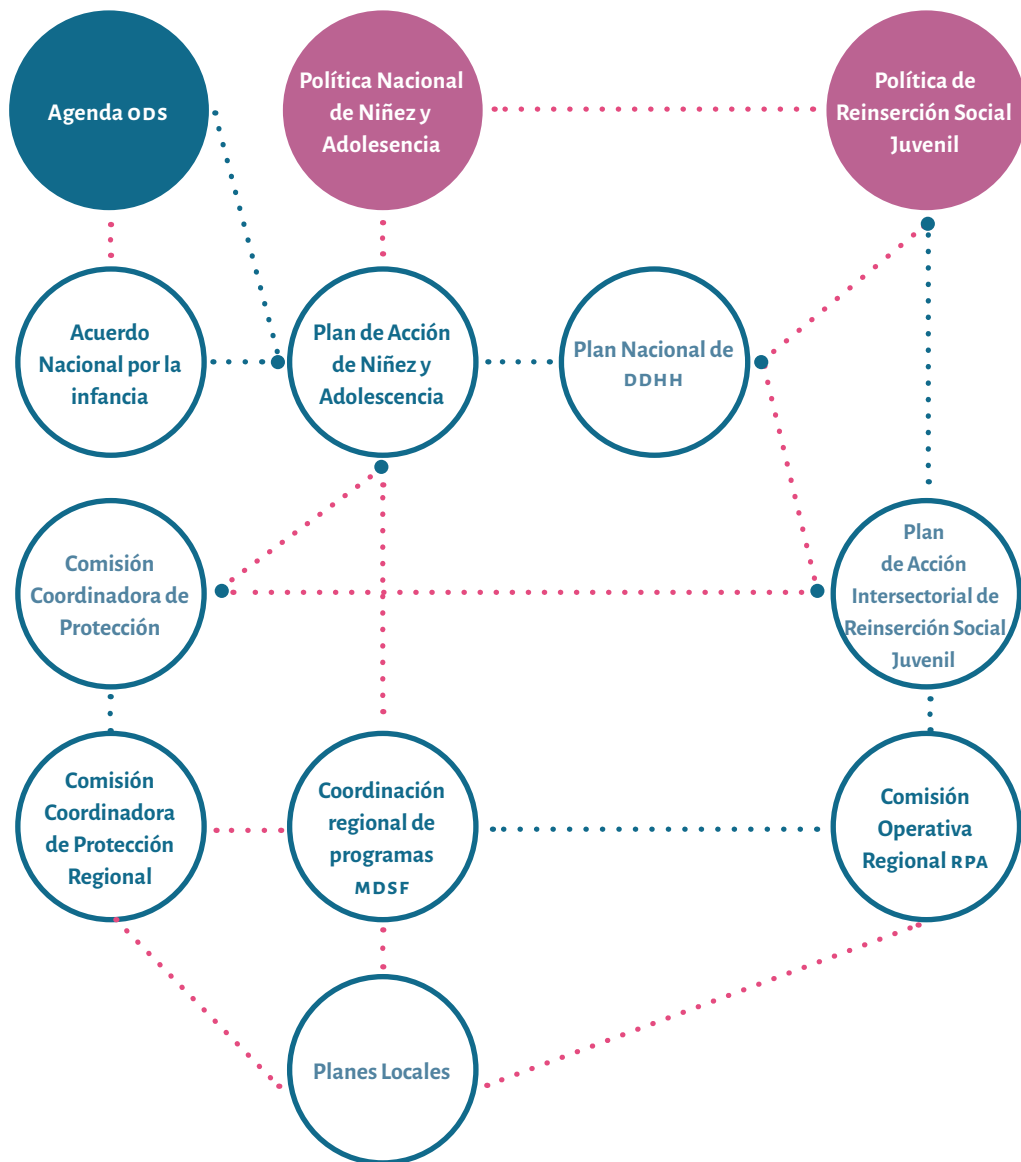 Agenda ODS
Política Nacional
de Niñez y
Adolesencia
Política de
Reinserción Social
Juvenil
Acuerdo
Nacional por la
infancia
Plan de Acción
de Niñez y
Adolescencia
Plan Nacional de
DDHH
Comisión
Coordinadora de
Protección
Plan
de Acción
Intersectorial de
Reinserción Social
Juvenil
Comisión
Coordinadora
de Protección
Regional
Coordinación
regional de
programas
MDSF
Comisión
Operativa
Regional RPA
Planes Locales